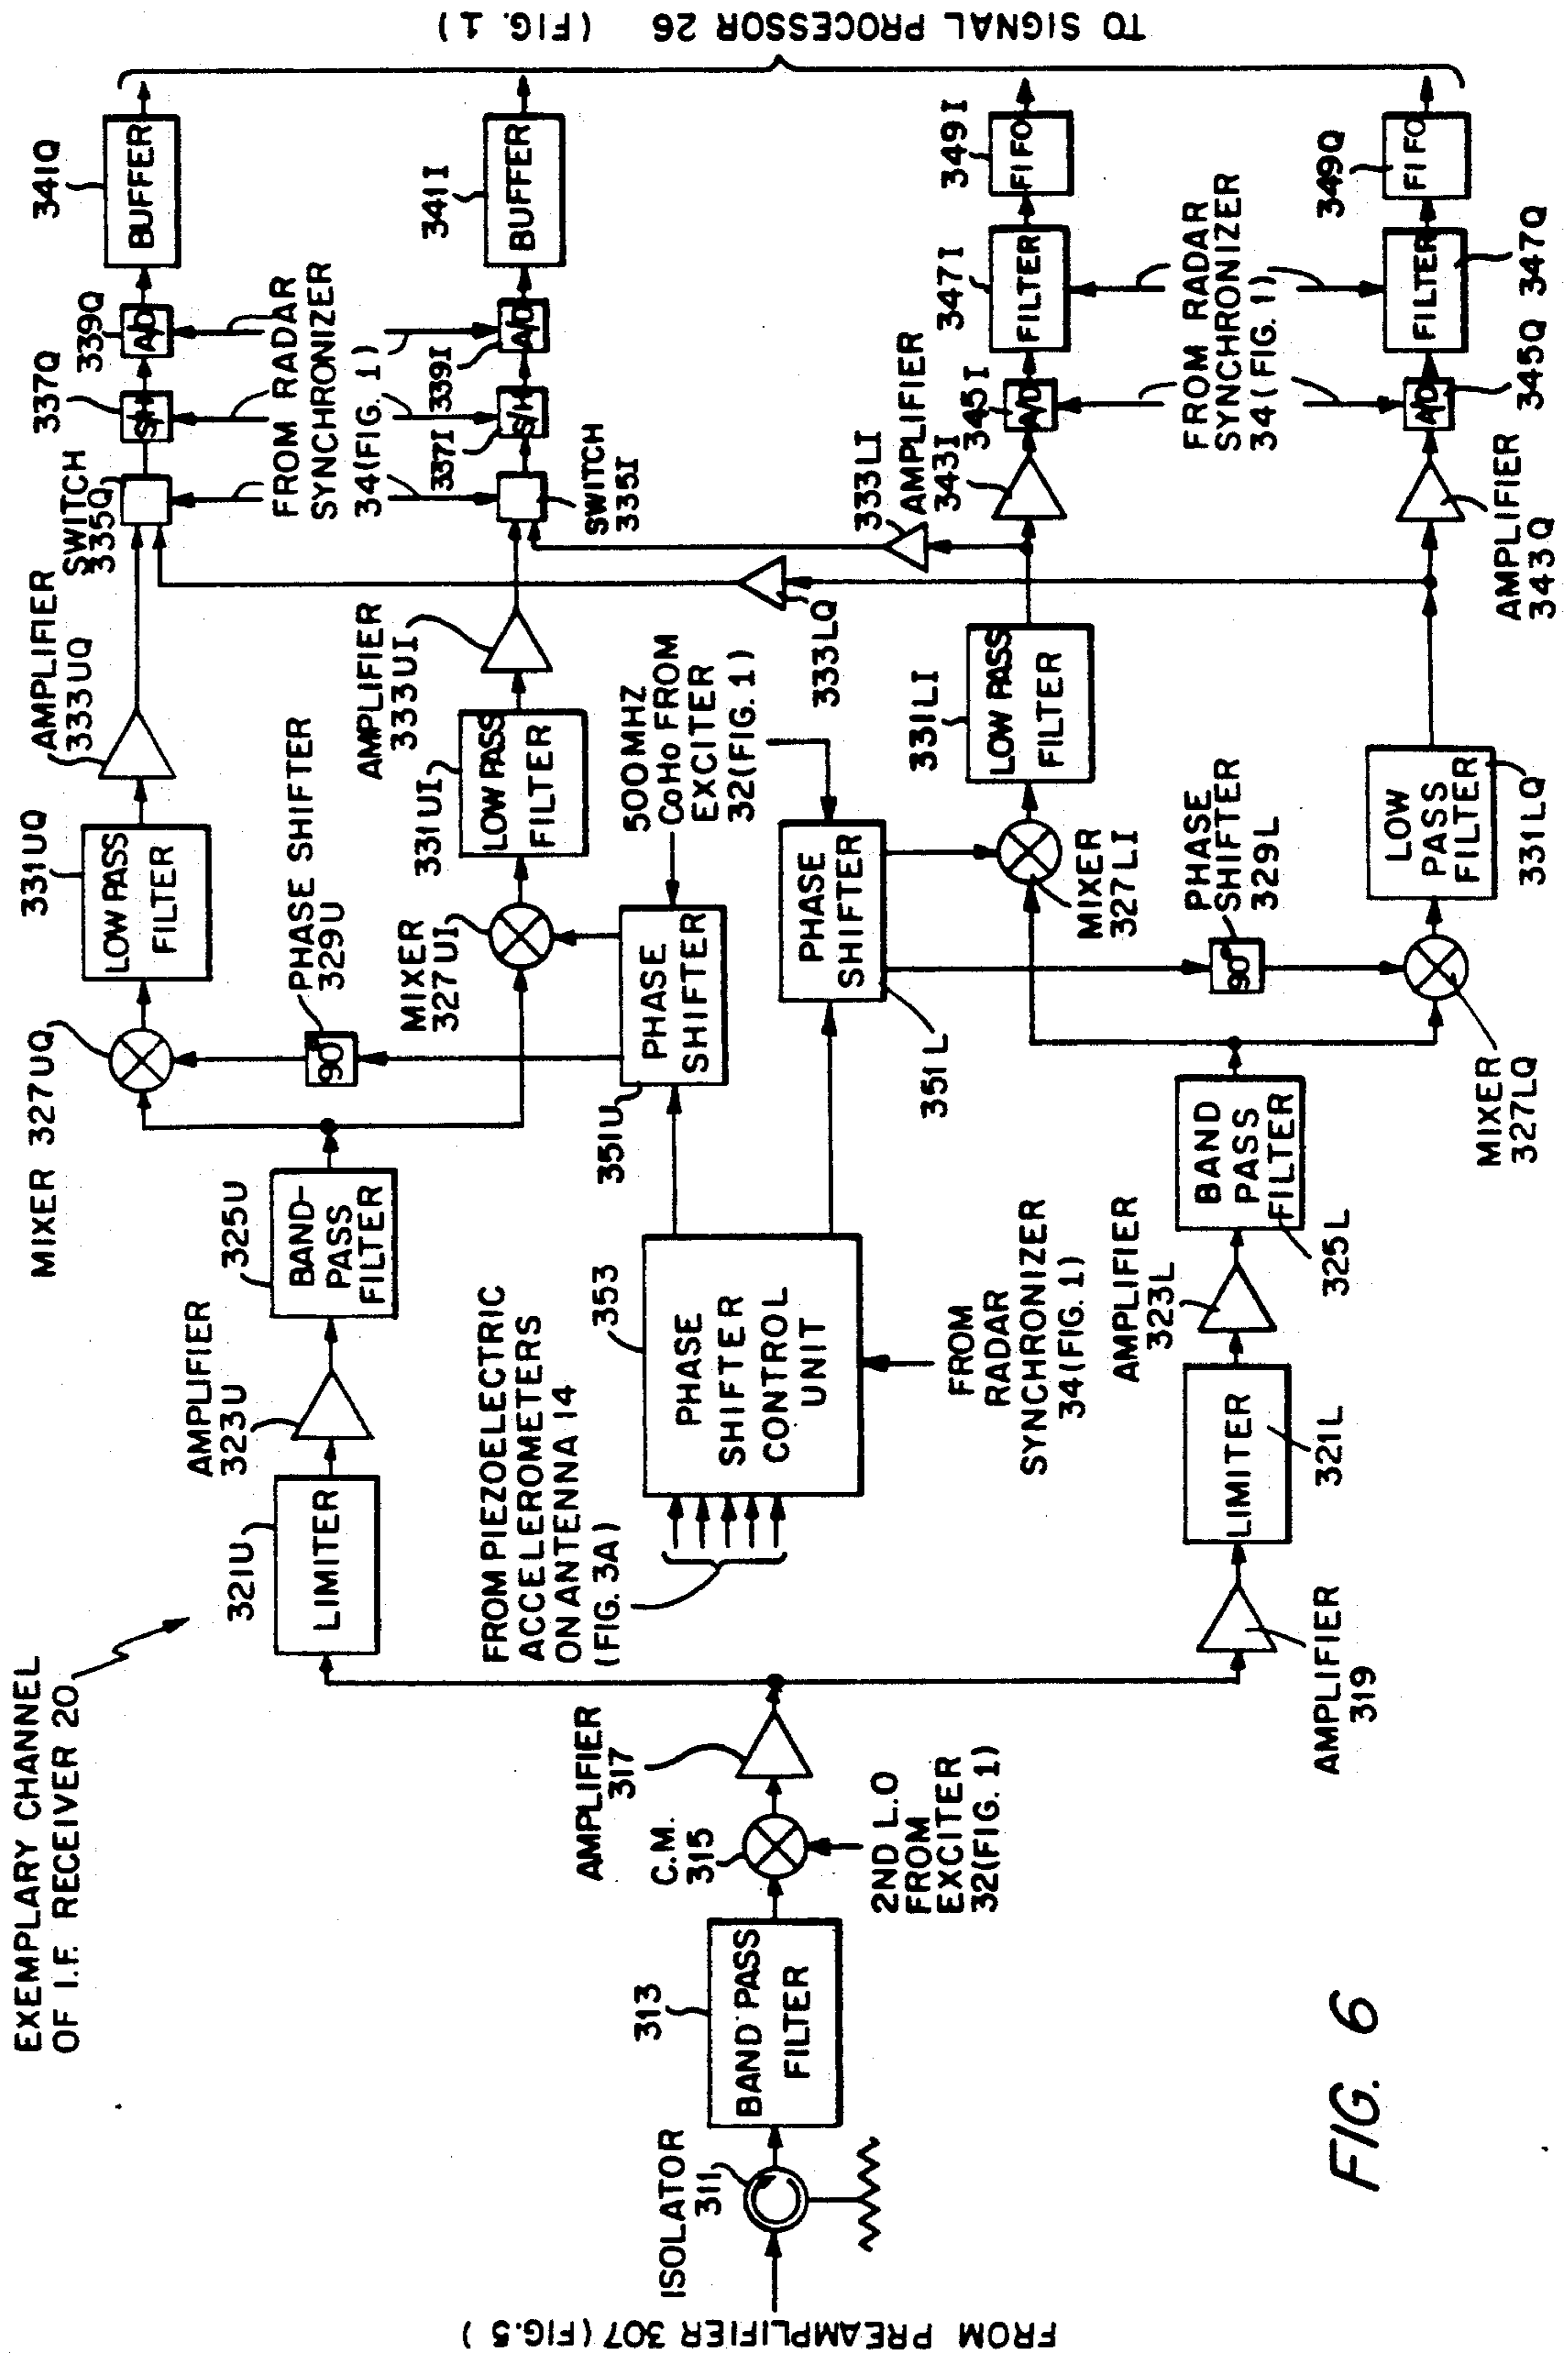 EXEMPLARY CHANNEL
OF I.F. RECEIVER 20
FROM PREAMPLIFIER 307 (FIG.5)
ISOLATOR
311
313
BAND PASS
FILTER
C.M.
315
2ND L.O
FROM
EXCITER
32(FIG. 1)
AMPLIFIER
317
AMPLIFIER
319
321U
LIMITER
AMPLIFIER
323U
325U
BAND-
PASS
FILTER
MIXER 327UQ
PHASE SHIFTER
329U
90°
331UQ
LOW PASS
FILTER
AMPLIFIER
333UQ
SWITCH
335Q
337Q
S/H
339Q
A/D
341Q
BUFFER
FROM RADAR
SYNCHRONIZER
34(FIG. 1)
MIXER
327UI
331UI
LOW PASS
FILTER
AMPLIFIER
333UI
SWITCH
335I
337I
S/H
339I
A/D
341I
BUFFER
FROM PIEZOELECTRIC
ACCELEROMETERS
ON ANTENNA 14
(FIG. 3A)
353
PHASE
SHIFTER
CONTROL
UNIT
FROM
RADAR
SYNCHRONIZER
34(FIG. 1)
351U
PHASE
SHIFTER
500MHZ
CoHo FROM
EXCITER
32(FIG. 1)
PHASE
SHIFTER
351L
333LQ
333LI
MIXER
327LI
331LI
LOW PASS
FILTER
AMPLIFIER
343I
345I
A/D
347I
FILTER
349I
FIFO
FROM RADAR
SYNCHRONIZER
34(FIG. 1)
LIMITER
321L
AMPLIFIER
323L
BAND
PASS
FILTER
325L
PHASE
SHIFTER
329L
90°
MIXER
327LQ
LOW
PASS
FILTER
331LQ
AMPLIFIER
343Q
A/D
345Q
FILTER
347Q
349Q
FIFO
TO SIGNAL PROCESSOR 26 (FIG. 1)
FIG. 6